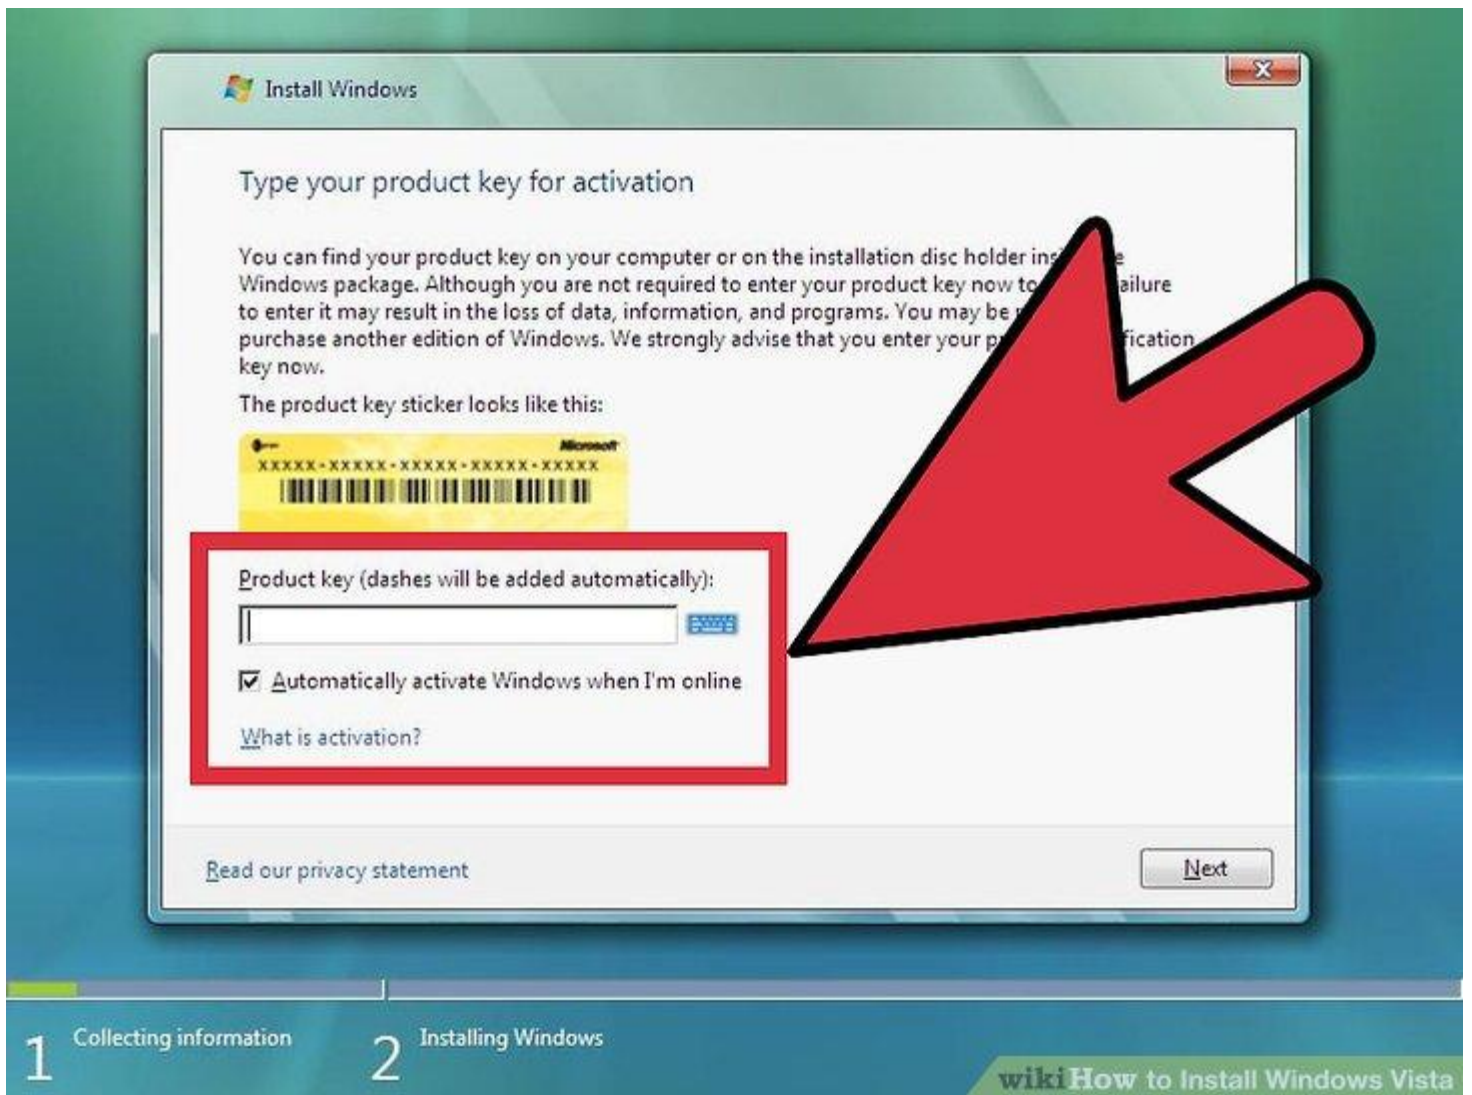 Install Windows
Type your product key for activation
You can find your product key on your computer or on the installation disc holder
Windows package. Although you are not required to enter your product key now to
to enter it may result in the loss of data, information, and programs. You may be
purchase another edition of Windows. We strongly advise that you enter your
key now.
The product key sticker looks like this:
Microsoft
XXXXX-XXXXX-XXXXX-XXXXX-XXXXX
Product key (dashes will be added automatically):
Automatically activate Windows when I'm online
What is activation?
Read our privacy statement
Next
1 Collecting information
2 Installing Windows
wikiHow to Install Windows Vista